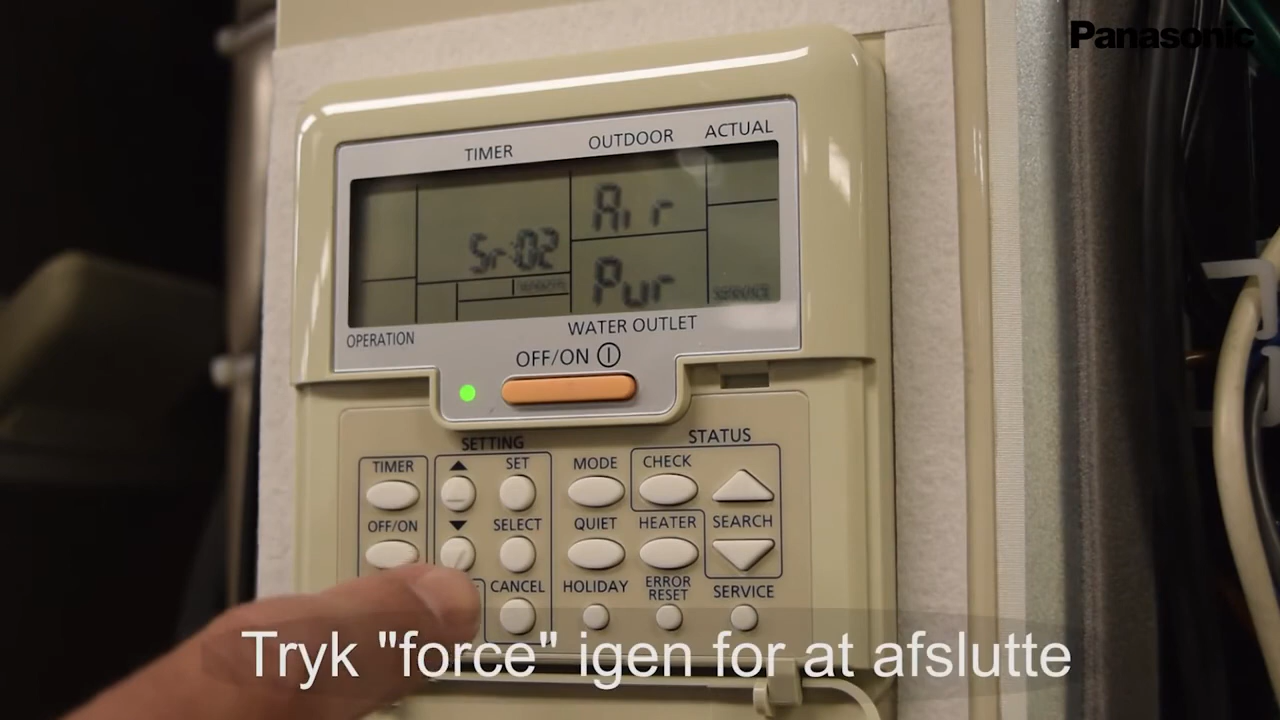 Panasonic
TIMER OUTDOOR ACTUAL
Air
Sr:02
Pur
SERVICE
OPERATION WATER OUTLET
OFF/ON
SETTING STATUS
TIMER SET MODE CHECK
OFF/ON SELECT QUIET HEATER SEARCH
CANCEL HOLIDAY ERROR RESET SERVICE
Tryk "force" igen for at afslutte